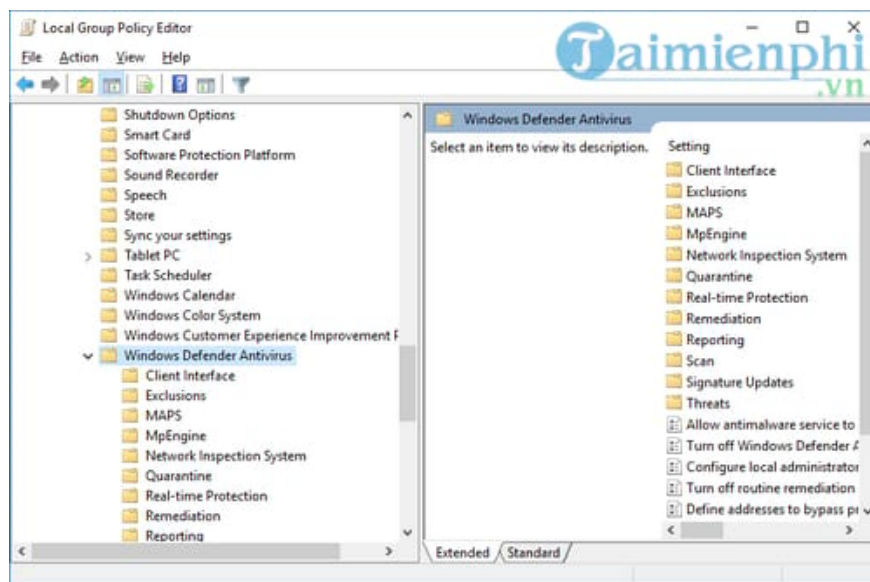 Local Group Policy Editor
Taimienphi
.vn
File Action View Help
Shutdown Options
Smart Card
Software Protection Platform
Sound Recorder
Speech
Store
Sync your settings
Tablet PC
Task Scheduler
Windows Calendar
Windows Color System
Windows Customer Experience Improvement P
Windows Defender Antivirus
Client Interface
Exclusions
MAPS
MpEngine
Network Inspection System
Quarantine
Real-time Protection
Remediation
Reporting
Windows Defender Antivirus
Select an item to view its description.
Setting
Client Interface
Exclusions
MAPS
MpEngine
Network Inspection System
Quarantine
Real-time Protection
Remediation
Reporting
Scan
Signature Updates
Threats
Allow antimalware service to
Turn off Windows Defender A
Configure local administrator
Turn off routine remediation
Define addresses to bypass pr
Extended Standard